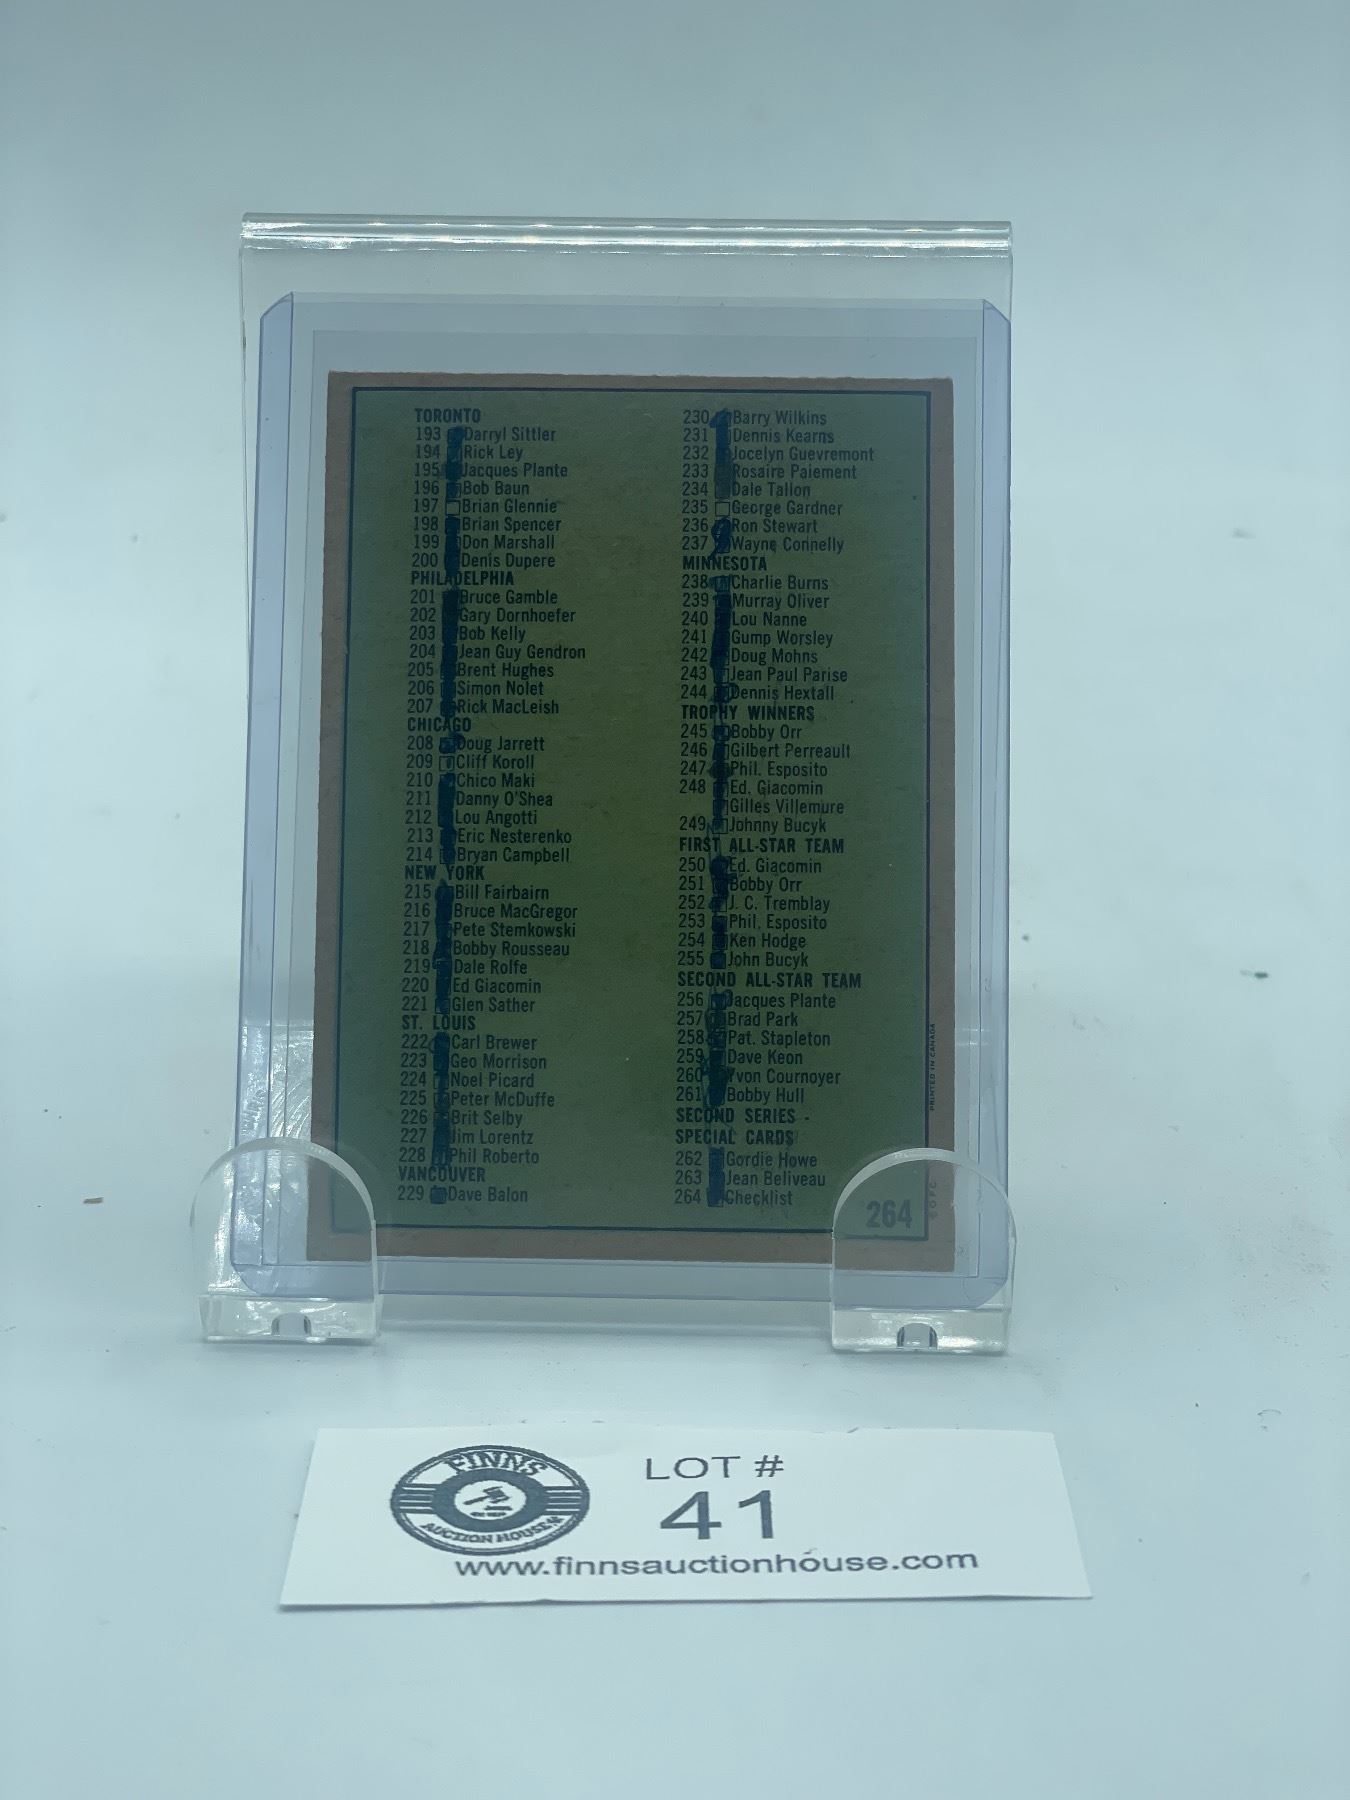 TORONTO
193 Darryl Sittler
194 Rick Ley
195 Jacques Plante
196 Bob Baun
197 Brian Glennie
198 Brian Spencer
199 Don Marshall
200 Denis Dupere
PHILADELPHIA
201 Bruce Gamble
202 Gary Dornhoefer
203 Bob Kelly
204 Jean Guy Gendron
205 Brent Hughes
206 Simon Nolet
207 Rick MacLeish
CHICAGO
208 Doug Jarrett
209 Cliff Koroll
210 Chico Maki
211 Danny O'Shea
212 Lou Angotti
213 Eric Nesterenko
214 Bryan Campbell
NEW YORK
215 Bill Fairbairn
216 Bruce MacGregor
217 Pete Stemkowski
218 Bobby Rousseau
219 Dale Rolfe
220 Ed Giacomin
221 Glen Sather
ST. LOUIS
222 Carl Brewer
223 Geo Morrison
224 Noel Picard
225 Peter McDuffe
226 Brit Selby
227 Jim Lorentz
228 Phil Roberto
VANCOUVER
229 Dave Balon
230 Barry Wilkins
231 Dennis Kearns
232 Jocelyn Guevremont
233 Rosaire Paiement
234 Dale Tallon
235 George Gardner
236 Ron Stewart
237 Wayne Connelly
MINNESOTA
238 Charlie Burns
239 Murray Oliver
240 Lou Nanne
241 Gump Worsley
242 Doug Mohns
243 Jean Paul Parise
244 Dennis Hextall
TROPHY WINNERS
245 Bobby Orr
246 Gilbert Perreault
247 Phil. Esposito
248 Ed. Giacomin
Gilles Villemure
249 Johnny Bucyk
FIRST ALL-STAR TEAM
250 Ed. Giacomin
251 Bobby Orr
252 J. C. Tremblay
253 Phil. Esposito
254 Ken Hodge
255 John Bucyk
SECOND ALL-STAR TEAM
256 Jacques Plante
257 Brad Park
258 Pat. Stapleton
259 Dave Keon
260 Yvon Cournoyer
261 Bobby Hull
SECOND SERIES -
SPECIAL CARDS
262 Gordie Howe
263 Jean Beliveau
264 Checklist
264
© O.P.C. PRINTED IN CANADA
FINNS
AUCTION HOUSE
LOT #
41
www.finnsauctionhouse.com